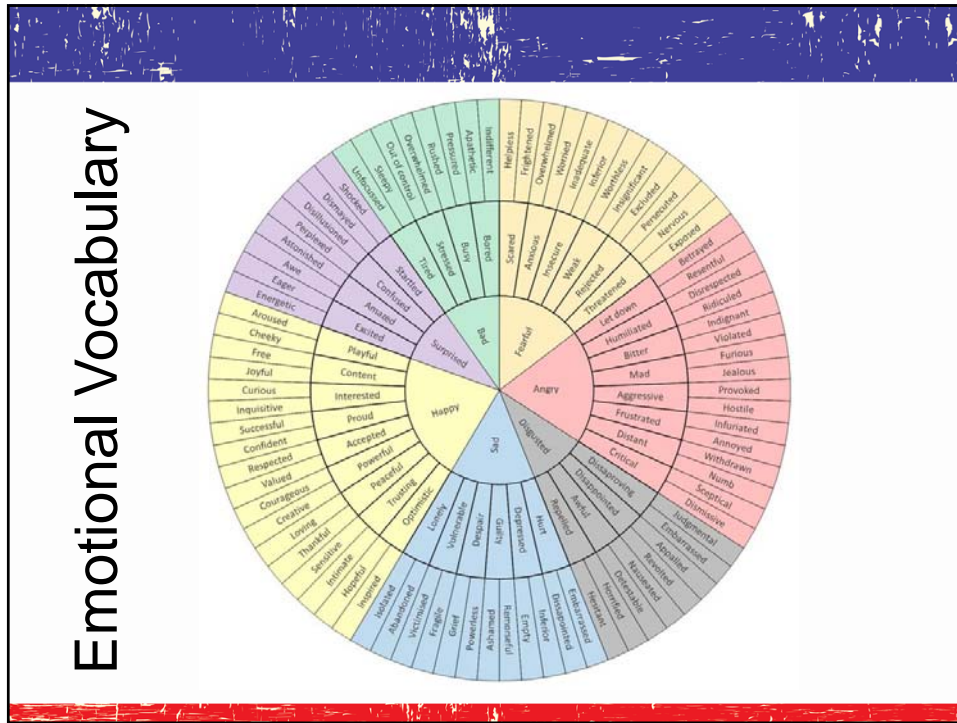 Emotional Vocabulary
Fearful
Angry
Disgusted
Sad
Happy
Surprised
Bad
Scared
Anxious
Insecure
Weak
Rejected
Threatened
Let down
Humiliated
Bitter
Mad
Aggressive
Frustrated
Distant
Critical
Dissaproving
Disappointed
Awful
Repelled
Hurt
Depressed
Guilty
Despair
Vulnerable
Lonely
Optimistic
Trusting
Peaceful
Powerful
Accepted
Proud
Interested
Content
Playful
Excited
Amazed
Confused
Startled
Tired
Stressed
Busy
Bored
Helpless
Frightened
Overwhelmed
Worried
Inadequate
Inferior
Worthless
Insignificant
Excluded
Persecuted
Nervous
Exposed
Betrayed
Resentful
Disrespected
Ridiculed
Indignant
Violated
Furious
Jealous
Provoked
Hostile
Infuriated
Annoyed
Withdrawn
Numb
Sceptical
Dismissive
Judgmental
Embarrassed
Appalled
Revolted
Nauseated
Detestable
Horrified
Hesitant
Embarrassed
Dissapointed
Inferior
Empty
Remorseful
Ashamed
Powerless
Grief
Fragile
Victimised
Abandoned
Isolated
Inspired
Hopeful
Intimate
Sensitive
Thankful
Loving
Creative
Courageous
Valued
Respected
Confident
Successful
Inquisitive
Curious
Joyful
Free
Cheeky
Aroused
Energetic
Eager
Awe
Astonished
Perplexed
Disillusioned
Dismayed
Shocked
Unfocussed
Sleepy
Out of control
Overwhelmed
Rushed
Pressured
Apathetic
Indifferent